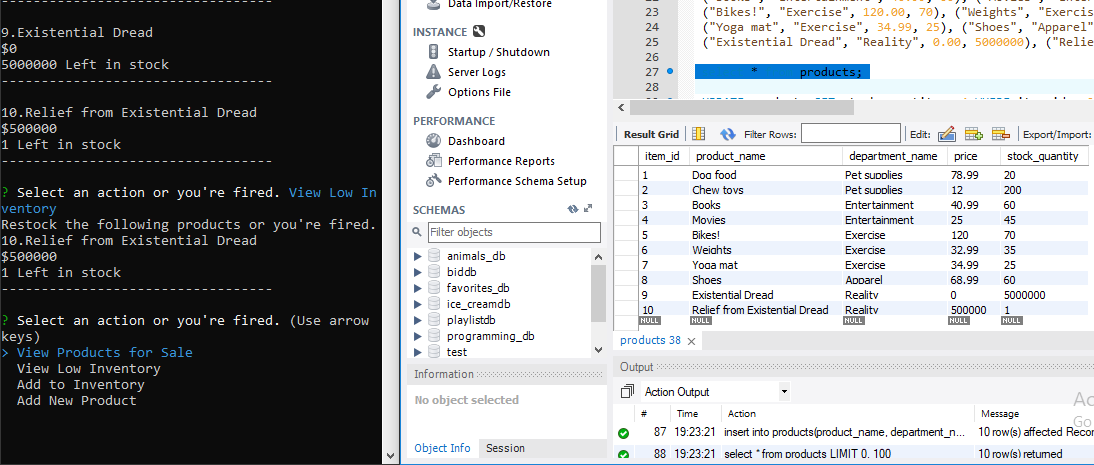 9.Existential Dread
$0
5000000 Left in stock
----------------------------------
10.Relief from Existential Dread
$500000
1 Left in stock
----------------------------------
? Select an action or you're fired. View Low In
ventory
Restock the following products or you're fired.
10.Relief from Existential Dread
$500000
1 Left in stock
----------------------------------
? Select an action or you're fired. (Use arrow
keys)
> View Products for Sale
View Low Inventory
Add to Inventory
Add New Product
Data Import/Restore
INSTANCE
Startup / Shutdown
Server Logs
Options File
PERFORMANCE
Dashboard
Performance Reports
Performance Schema Setup
SCHEMAS
Filter objects
animals_db
biddb
favorites_db
ice_creamdb
playlistdb
programming_db
test
Information
No object selected
Object Info Session
23 ("Bikes!", "Exercise", 120.00, 70), ("Weights", "Exercis
24 ("Yoga mat", "Exercise", 34.99, 25), ("Shoes", "Apparel"
25 ("Existential Dread", "Reality", 0.00, 5000000), ("Relie
26
27 * products;
28
Result Grid Filter Rows: Edit: Export/Import:
item_id product_name department_name price stock_quantity
1 Dog food Pet supplies 78.99 20
2 Chew toys Pet supplies 12 200
3 Books Entertainment 40.99 60
4 Movies Entertainment 25 45
5 Bikes! Exercise 120 70
6 Weights Exercise 32.99 35
7 Yoga mat Exercise 34.99 25
8 Shoes Apparel 68.99 60
9 Existential Dread Reality 0 5000000
10 Relief from Existential Dread Reality 500000 1
NULL NULL NULL NULL NULL
products 38
Output
Action Output
# Time Action Message
87 19:23:21 insert into products(product_name, department_n... 10 row(s) affected Recor
88 19:23:21 select * from products LIMIT 0, 100 10 row(s) returned